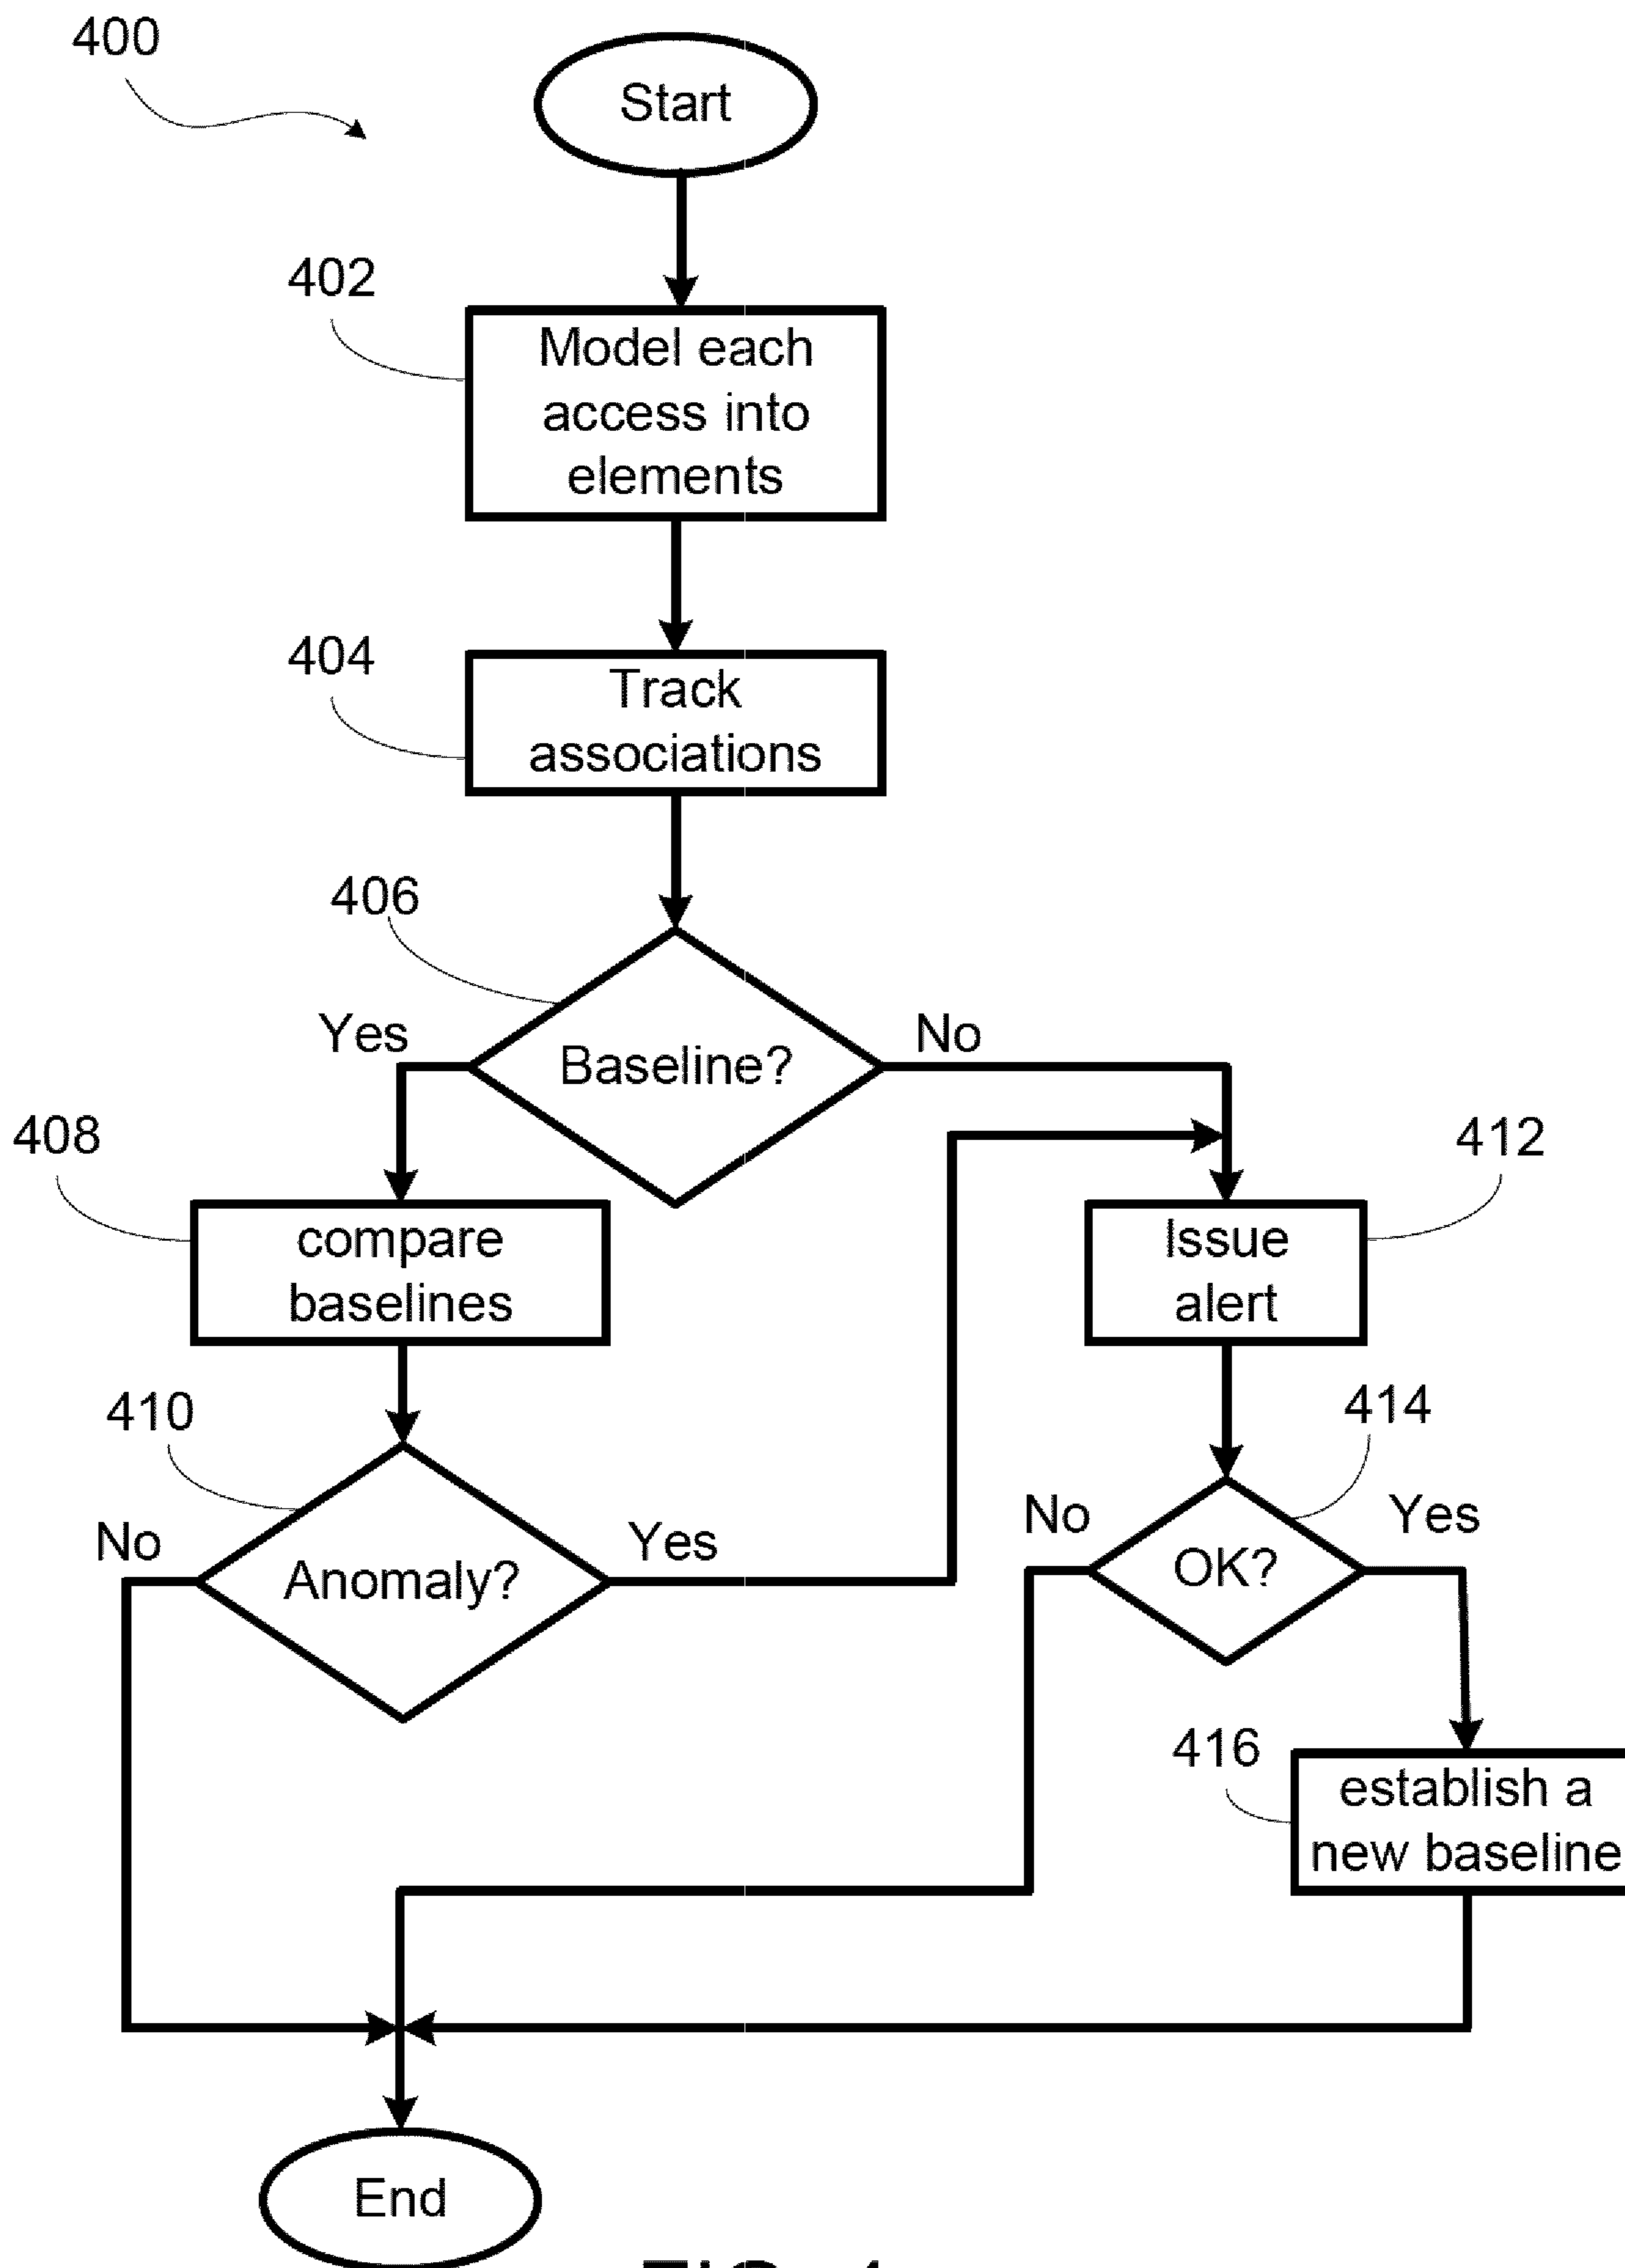 400
Start
402
Model each
access into
elements
404
Track
associations
406
Yes
No
Baseline?
408
412
compare
baselines
Issue
alert
410
414
No
Yes
No
Yes
Anomaly?
OK?
416
establish a
new baseline
End